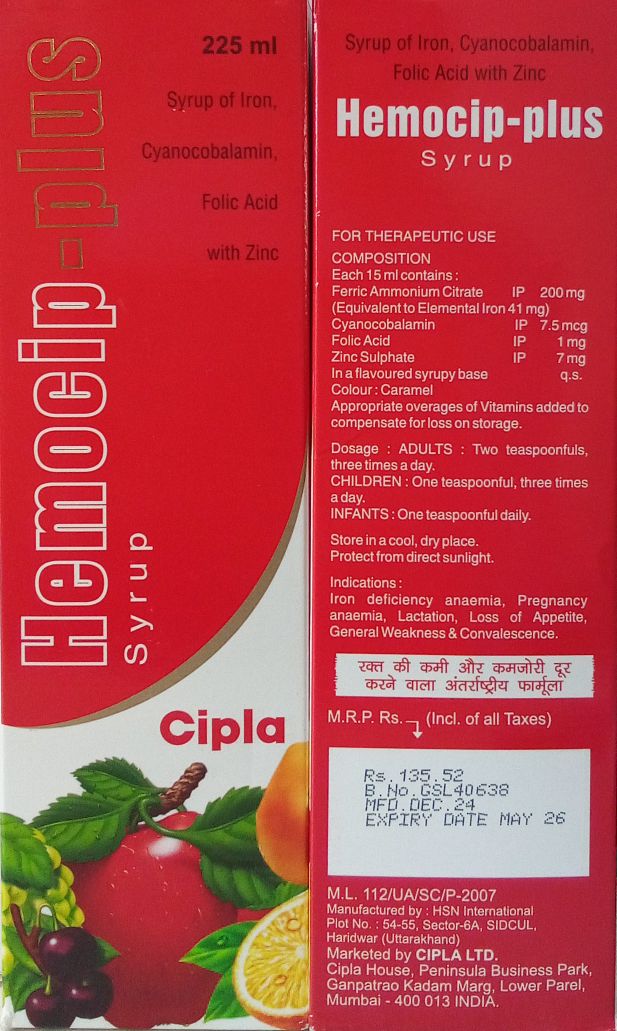 225 ml
Syrup of Iron,
Cyanocobalamin,
Folic Acid
with Zinc
Hemocip-plus
Syrup
Cipla
Syrup of Iron, Cyanocobalamin,
Folic Acid with Zinc
Hemocip-plus
Syrup
FOR THERAPEUTIC USE
COMPOSITION
Each 15 ml contains :
Ferric Ammonium Citrate IP 200 mg
(Equivalent to Elemental Iron 41 mg)
Cyanocobalamin IP 7.5 mcg
Folic Acid IP 1 mg
Zinc Sulphate IP 7 mg
In a flavoured syrupy base q.s.
Colour : Caramel
Appropriate overages of Vitamins added to
compensate for loss on storage.
Dosage : ADULTS : Two teaspoonfuls,
three times a day.
CHILDREN : One teaspoonful, three times
a day.
INFANTS : One teaspoonful daily.
Store in a cool, dry place.
Protect from direct sunlight.
Indications :
Iron deficiency anaemia, Pregnancy
anaemia, Lactation, Loss of Appetite,
General Weakness & Convalescence.
रक्त की कमी और कमजोरी दूर
करने वाला अंतर्राष्ट्रीय फार्मूला
M.R.P. Rs. (Incl. of all Taxes)
Rs.135.52
B.No.GSL40638
MFD.DEC.24
EXPIRY DATE MAY 26
M.L. 112/UA/SC/P-2007
Manufactured by : HSN International
Plot No. : 54-55, Sector-6A, SIDCUL,
Haridwar (Uttarakhand)
Marketed by CIPLA LTD.
Cipla House, Peninsula Business Park,
Ganpatrao Kadam Marg, Lower Parel,
Mumbai - 400 013 INDIA.